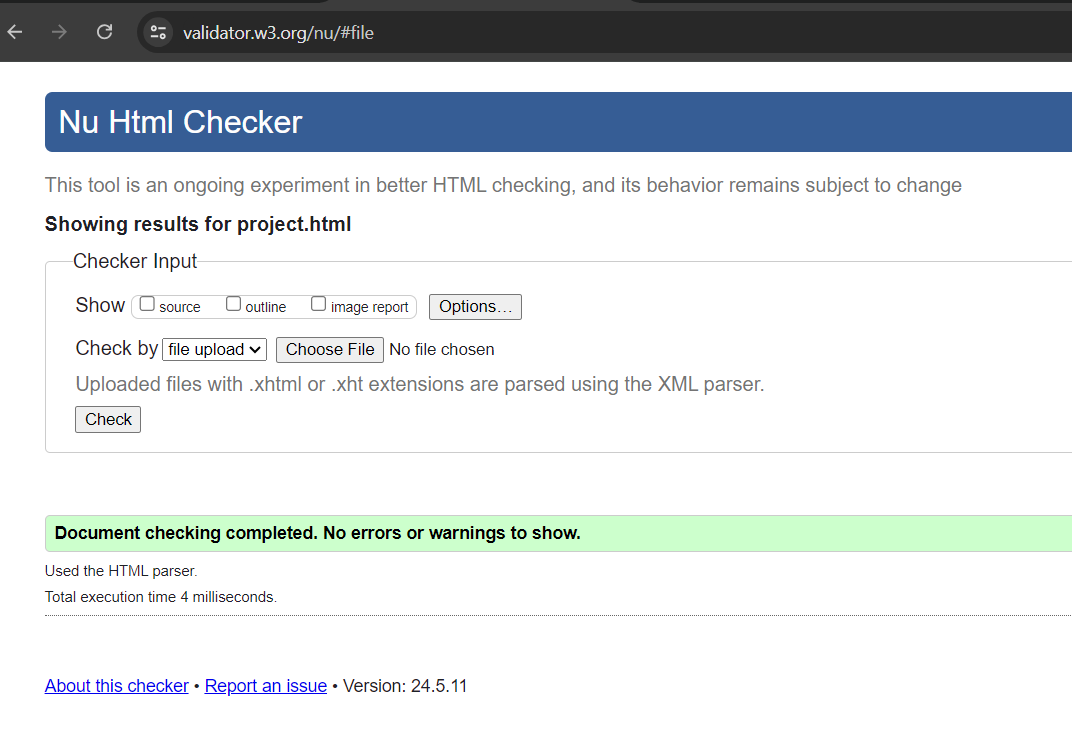 validator.w3.org/nu/#file
Nu Html Checker
This tool is an ongoing experiment in better HTML checking, and its behavior remains subject to change
Showing results for project.html
Checker Input
Show source outline image report Options…
Check by file upload Choose File No file chosen
Uploaded files with .xhtml or .xht extensions are parsed using the XML parser.
Check
Document checking completed. No errors or warnings to show.
Used the HTML parser.
Total execution time 4 milliseconds.
About this checker • Report an issue • Version: 24.5.11